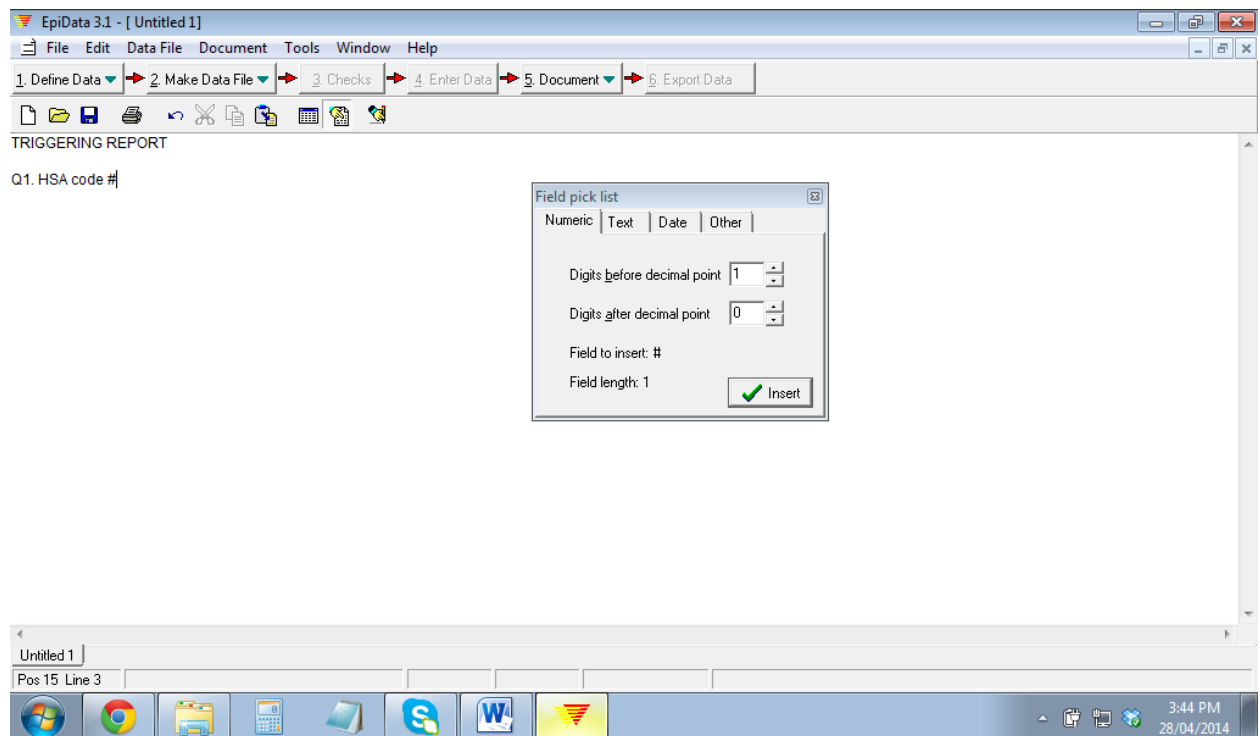 EpiData 3.1 - [ Untitled 1]
File Edit Data File Document Tools Window Help
1. Define Data 2. Make Data File 3. Checks 4. Enter Data 5. Document 6. Export Data
TRIGGERING REPORT
Q1. HSA code #
Field pick list
Numeric Text Date Other
Digits before decimal point 1
Digits after decimal point 0
Field to insert: #
Field length: 1
Insert
Untitled 1
Pos 15 Line 3
3:44 PM
28/04/2014